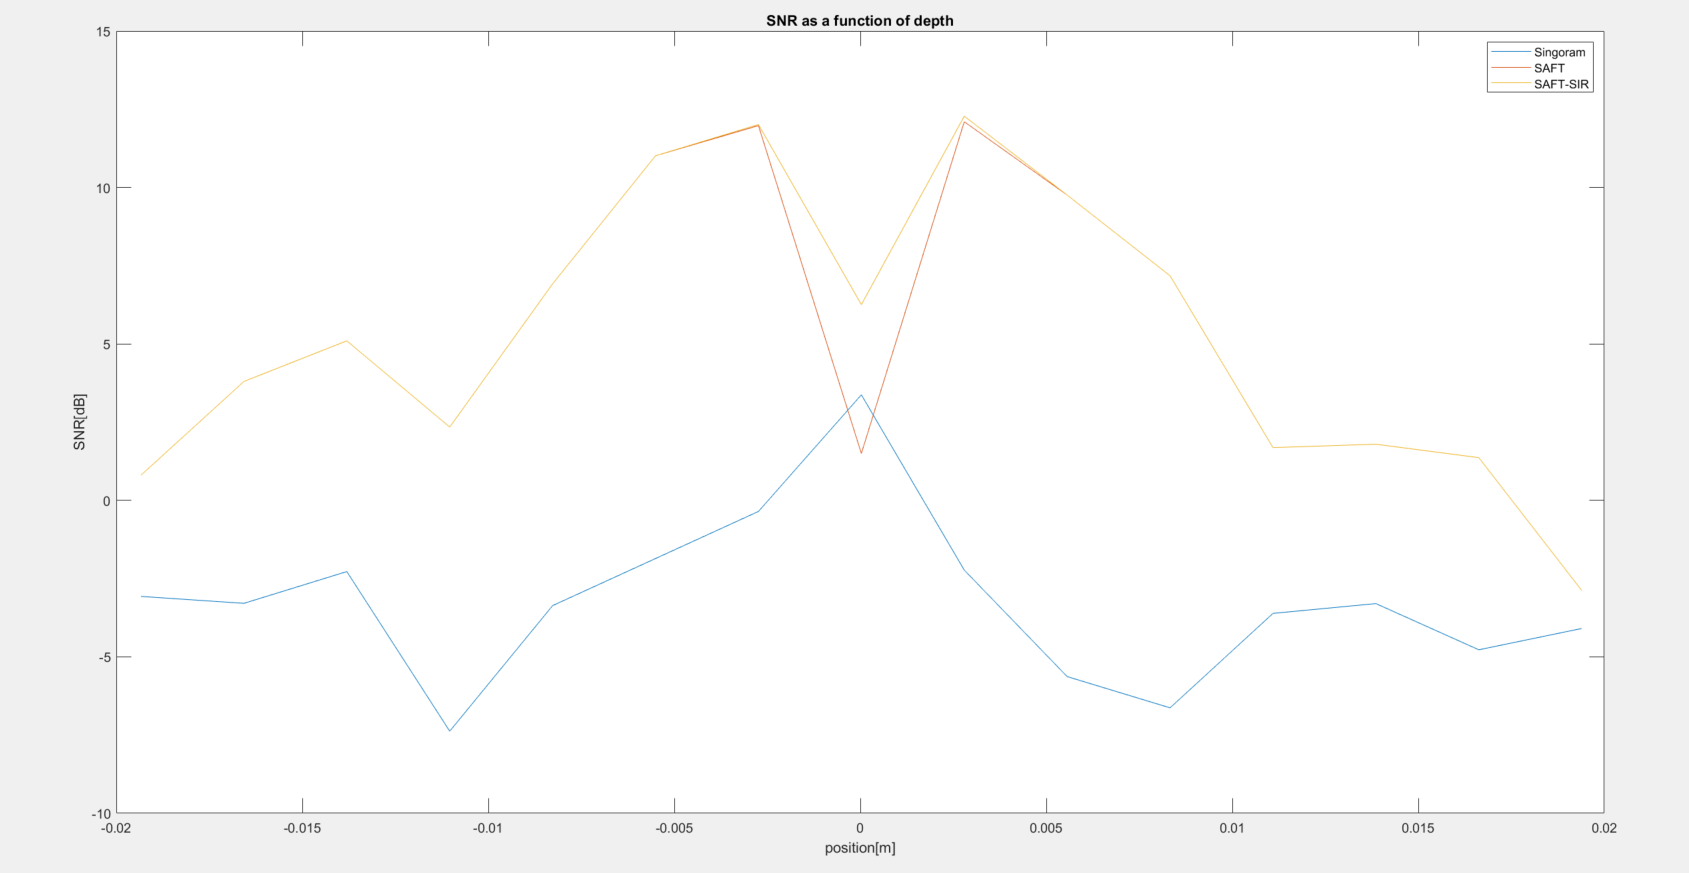 SNR as a function of depth
15
10
5
0
-5
-10
SNR[dB]
Singoram
SAFT
SAFT-SIR
-0.02
-0.015
-0.01
-0.005
0
0.005
0.01
0.015
0.02
position[m]